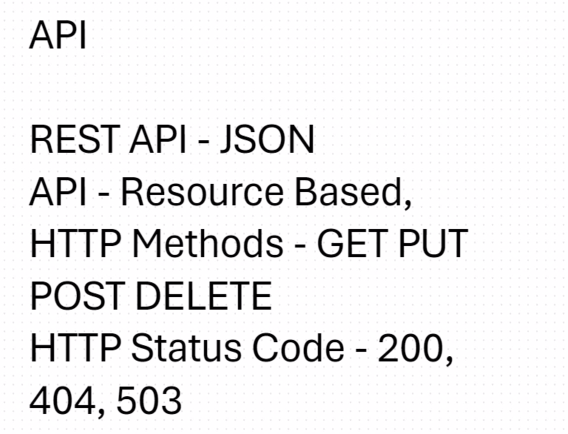 API
REST API - JSON
API - Resource Based,
HTTP Methods - GET PUT
POST DELETE
HTTP Status Code - 200,
404, 503